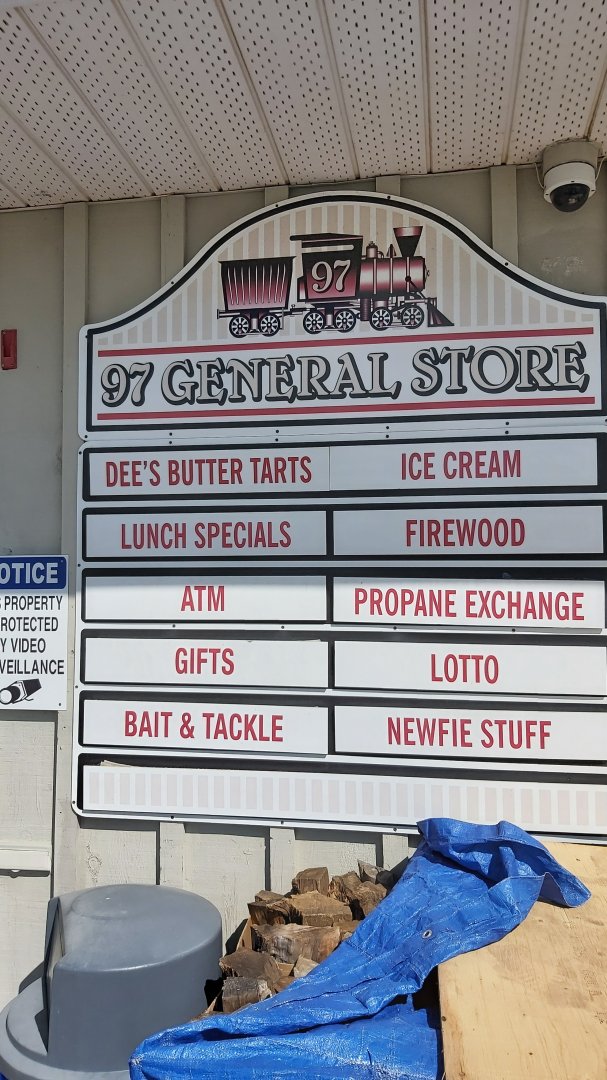 97
97 GENERAL STORE
DEE'S BUTTER TARTS
ICE CREAM
LUNCH SPECIALS
FIREWOOD
ATM
PROPANE EXCHANGE
GIFTS
LOTTO
BAIT & TACKLE
NEWFIE STUFF
OTICE
PROPERTY
ROTECTED
Y VIDEO
VEILLANCE